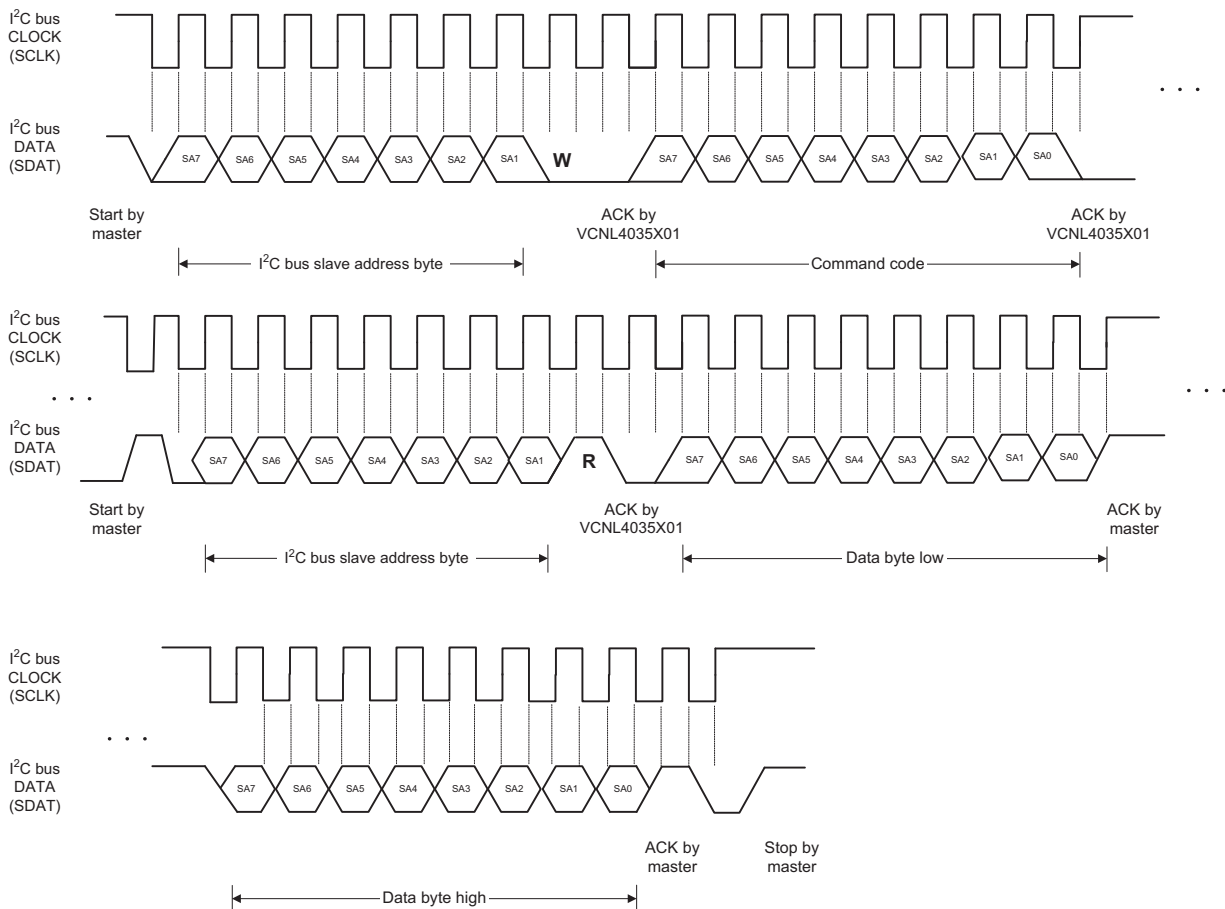 I²C bus
CLOCK
(SCLK)
. . .
I²C bus
DATA
(SDAT)
SA7 SA6 SA5 SA4 SA3 SA2 SA1 W SA7 SA6 SA5 SA4 SA3 SA2 SA1 SA0
Start by
master
ACK by
VCNL4035X01
ACK by
VCNL4035X01
I²C bus slave address byte
Command code
I²C bus
CLOCK
(SCLK)
. . .
. . .
I²C bus
DATA
(SDAT)
SA7 SA6 SA5 SA4 SA3 SA2 SA1 R SA7 SA6 SA5 SA4 SA3 SA2 SA1 SA0
Start by
master
ACK by
VCNL4035X01
ACK by
master
I²C bus slave address byte
Data byte low
I²C bus
CLOCK
(SCLK)
. . .
I²C bus
DATA
(SDAT)
SA7 SA6 SA5 SA4 SA3 SA2 SA1 SA0
ACK by
master
Stop by
master
Data byte high